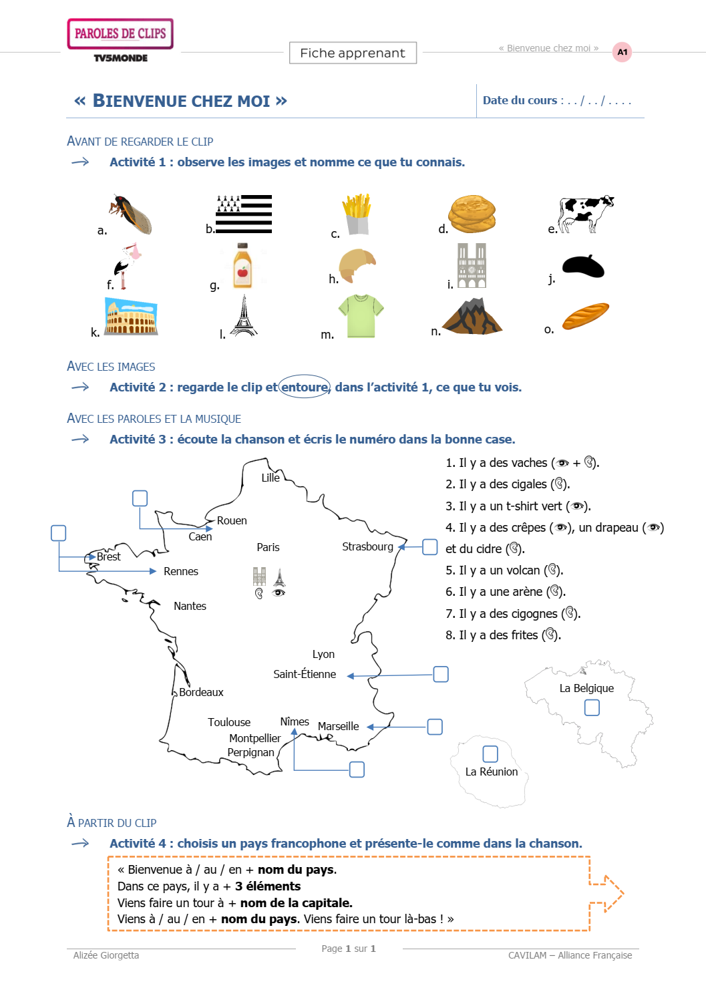 PAROLES DE CLIPS
TV5MONDE
Fiche apprenant
« Bienvenue chez moi »
A1
« BIENVENUE CHEZ MOI »
Date du cours : . . / . . / . . . .
AVANT DE REGARDER LE CLIP
Activité 1 : observe les images et nomme ce que tu connais.
a.
b.
c.
d.
e.
f.
g.
h.
i.
j.
k.
l.
m.
n.
o.
AVEC LES IMAGES
Activité 2 : regarde le clip et entoure, dans l’activité 1, ce que tu vois.
AVEC LES PAROLES ET LA MUSIQUE
Activité 3 : écoute la chanson et écris le numéro dans la bonne case.
1. Il y a des vaches ( + ).
2. Il y a des cigales ( ).
3. Il y a un t-shirt vert ( ).
4. Il y a des crêpes ( ), un drapeau ( )
et du cidre ( ).
5. Il y a un volcan ( ).
6. Il y a une arène ( ).
7. Il y a des cigognes ( ).
8. Il y a des frites ( ).
Lille
Rouen
Caen
Paris
Strasbourg
Brest
Rennes
Nantes
Lyon
Saint-Étienne
Bordeaux
Toulouse
Nîmes
Marseille
Montpellier
Perpignan
La Belgique
La Réunion
À PARTIR DU CLIP
Activité 4 : choisis un pays francophone et présente-le comme dans la chanson.
« Bienvenue à / au / en + nom du pays.
Dans ce pays, il y a + 3 éléments
Viens faire un tour à + nom de la capitale.
Viens à / au / en + nom du pays. Viens faire un tour là-bas ! »
Page 1 sur 1
Alizée Giorgetta
CAVILAM – Alliance Française